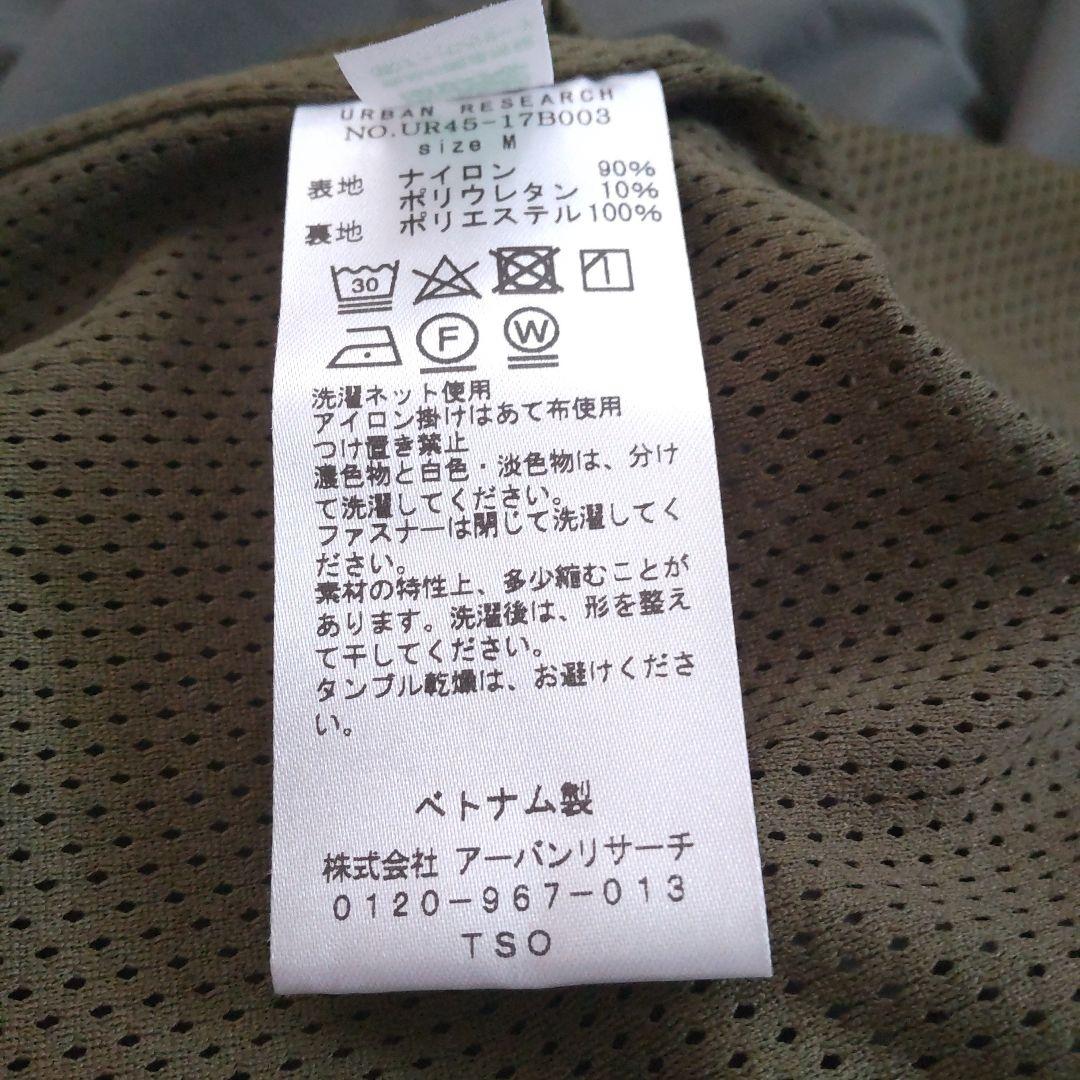 URBAN RESEARCH
NO.UR45-17B003
size M
表地 ナイロン 90%
ポリウレタン 10%
裏地 ポリエステル 100%
30
F W
洗濯ネット使用
アイロン掛けはあて布使用
つけ置き禁止
濃色物と白色・淡色物は、分け
て洗濯してください。
ファスナーは閉じて洗濯してく
ださい。
素材の特性上、多少縮むことが
あります。洗濯後は、形を整え
て干してください。
タンブル乾燥は、お避けくださ
い。
ベトナム製
株式会社 アーバンリサーチ
0120-967-013
TSO